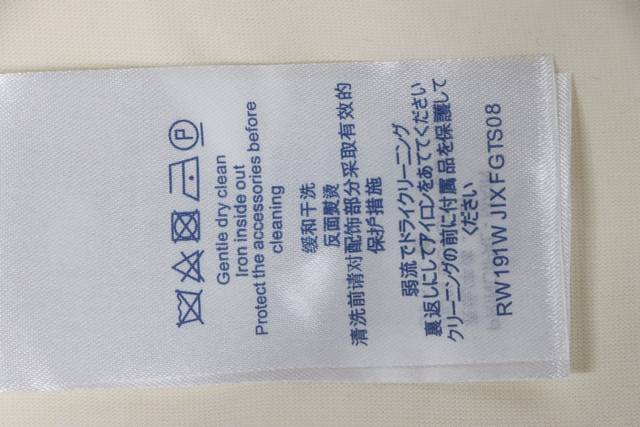 Gentle dry clean
Iron inside out
Protect the accessories before
cleaning
缓和干洗
反面熨烫
清洗前请对配饰部分采取有效的
保护措施
弱流でドライクリーニング
裏返しにしてアイロンをあててください
クリーニングの前に付属品を保護して
ください
RW191W JIXFGTS08